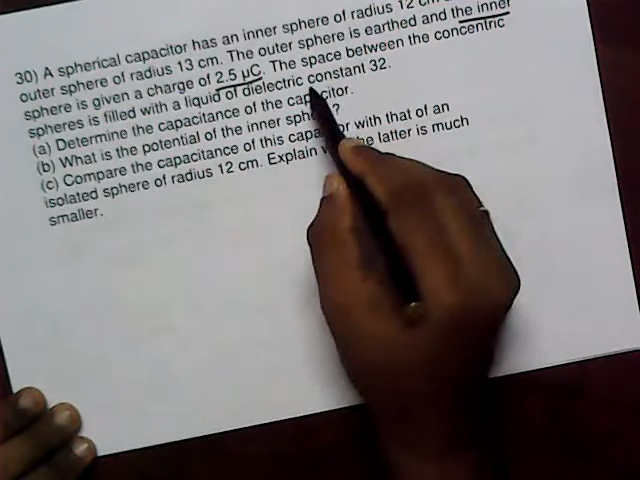 30) A spherical capacitor has an inner sphere of radius 12
outer sphere of radius 13 cm. The outer sphere is earthed and the inner
sphere is given a charge of 2.5 μC. The space between the concentric
spheres is filled with a liquid of dielectric constant 32.
(a) Determine the capacitance of the capacitor.
(b) What is the potential of the inner ?
(c) Compare the capacitance of this with that of an
isolated sphere of radius 12 cm. Explain latter is much
smaller.